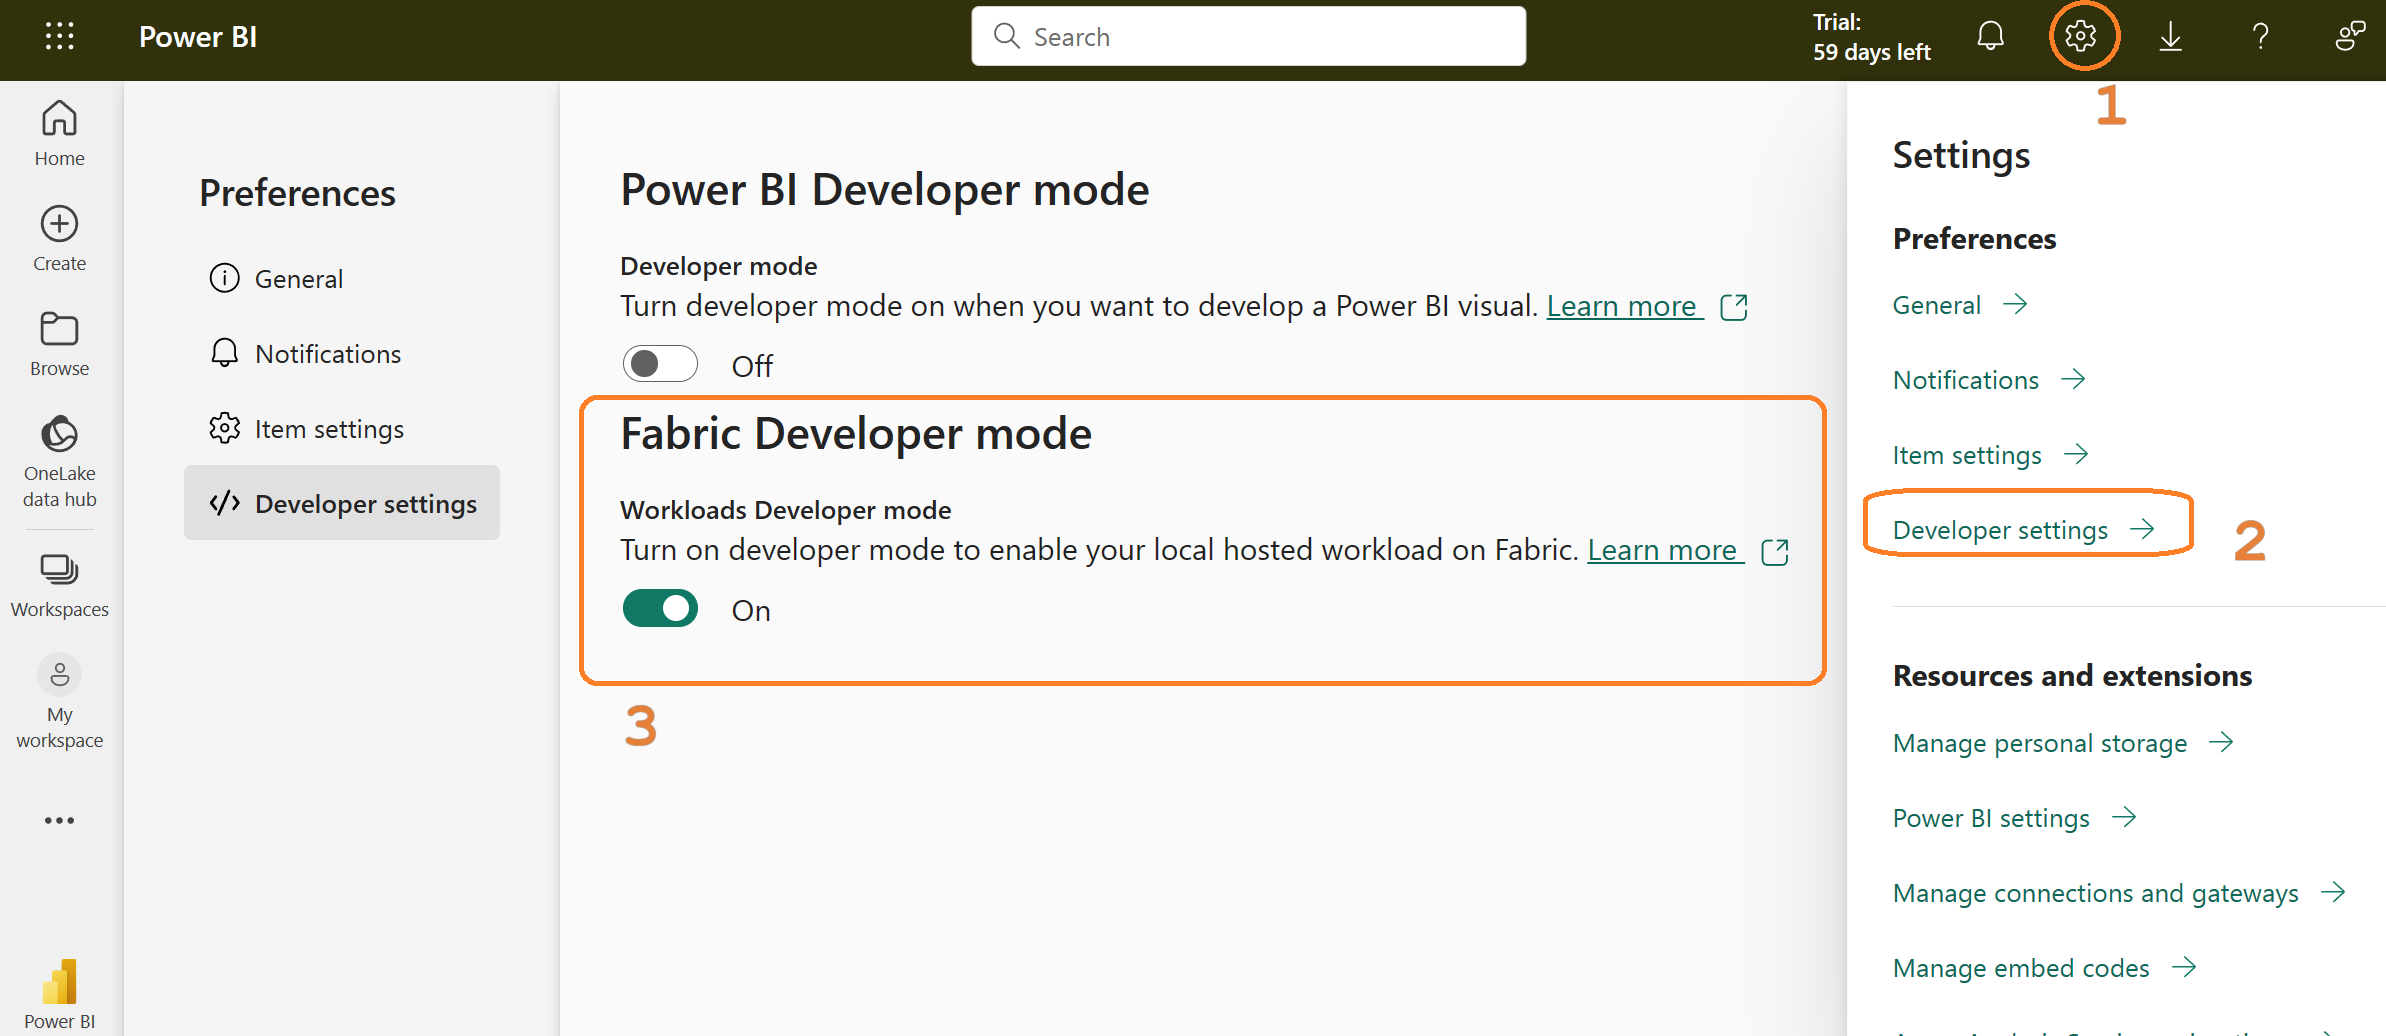 Power BI
Search
Trial:
59 days left
1
Home
Create
Browse
OneLake
data hub
Workspaces
My
workspace
Power BI
Preferences
General
Notifications
Item settings
Developer settings
Power BI Developer mode
Developer mode
Turn developer mode on when you want to develop a Power BI visual. Learn more
Off
Fabric Developer mode
Workloads Developer mode
Turn on developer mode to enable your local hosted workload on Fabric. Learn more
On
3
Settings
Preferences
General
Notifications
Item settings
Developer settings
2
Resources and extensions
Manage personal storage
Power BI settings
Manage connections and gateways
Manage embed codes